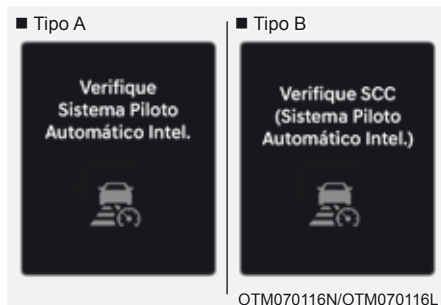 ■ Tipo A
■ Tipo B
Verifique
Sistema Piloto
Automático Intel.
Verifique SCC
(Sistema Piloto
Automático Intel.)
OTM070116N/OTM070116L